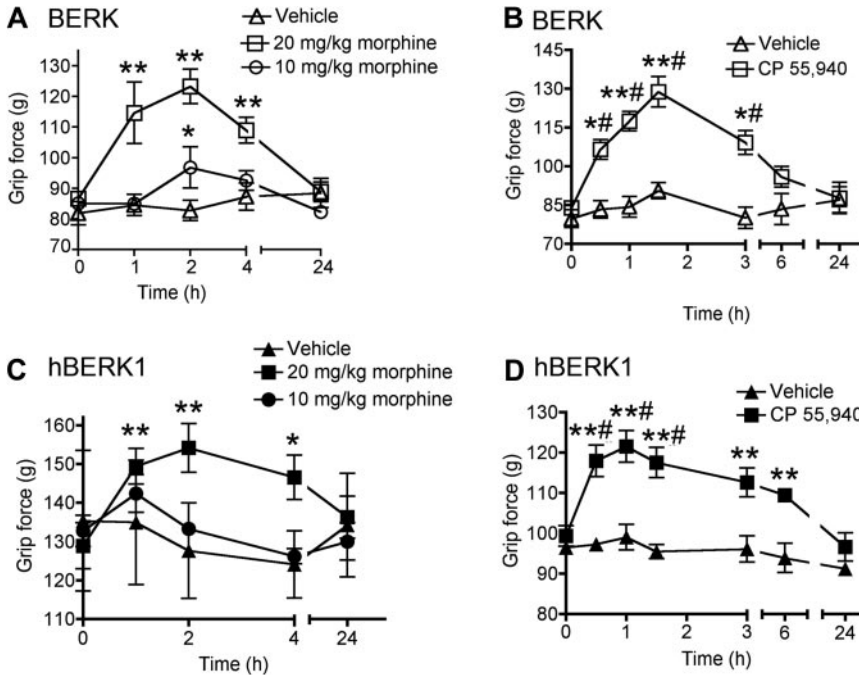 A BERK
Vehicle
20 mg/kg morphine
10 mg/kg morphine
Grip force (g)
130
120
110
100
90
80
70
**
**
**
*
0 1 2 4 24
Time (h)
B BERK
Vehicle
CP 55,940
Grip force (g)
145
130
115
100
85
70
*#
**#
**#
*#
0 1 2 3 6 24
Time (h)
C hBERK1
Vehicle
20 mg/kg morphine
10 mg/kg morphine
Grip force (g)
160
150
140
130
120
110
**
**
*
0 2 4 24
Time (h)
D hBERK1
Vehicle
CP 55,940
Grip force (g)
130
120
110
100
90
80
**#
**#
**#
**
**
0 1 2 3 6 24
Time (h)